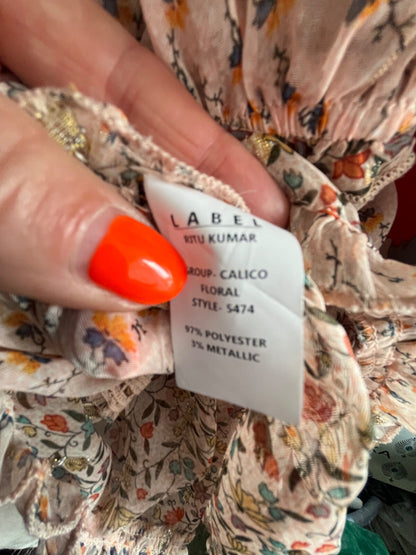 LABEL
RITU KUMAR
GROUP- CALICO
FLORAL
STYLE- S474
97% POLYESTER
3% METALLIC